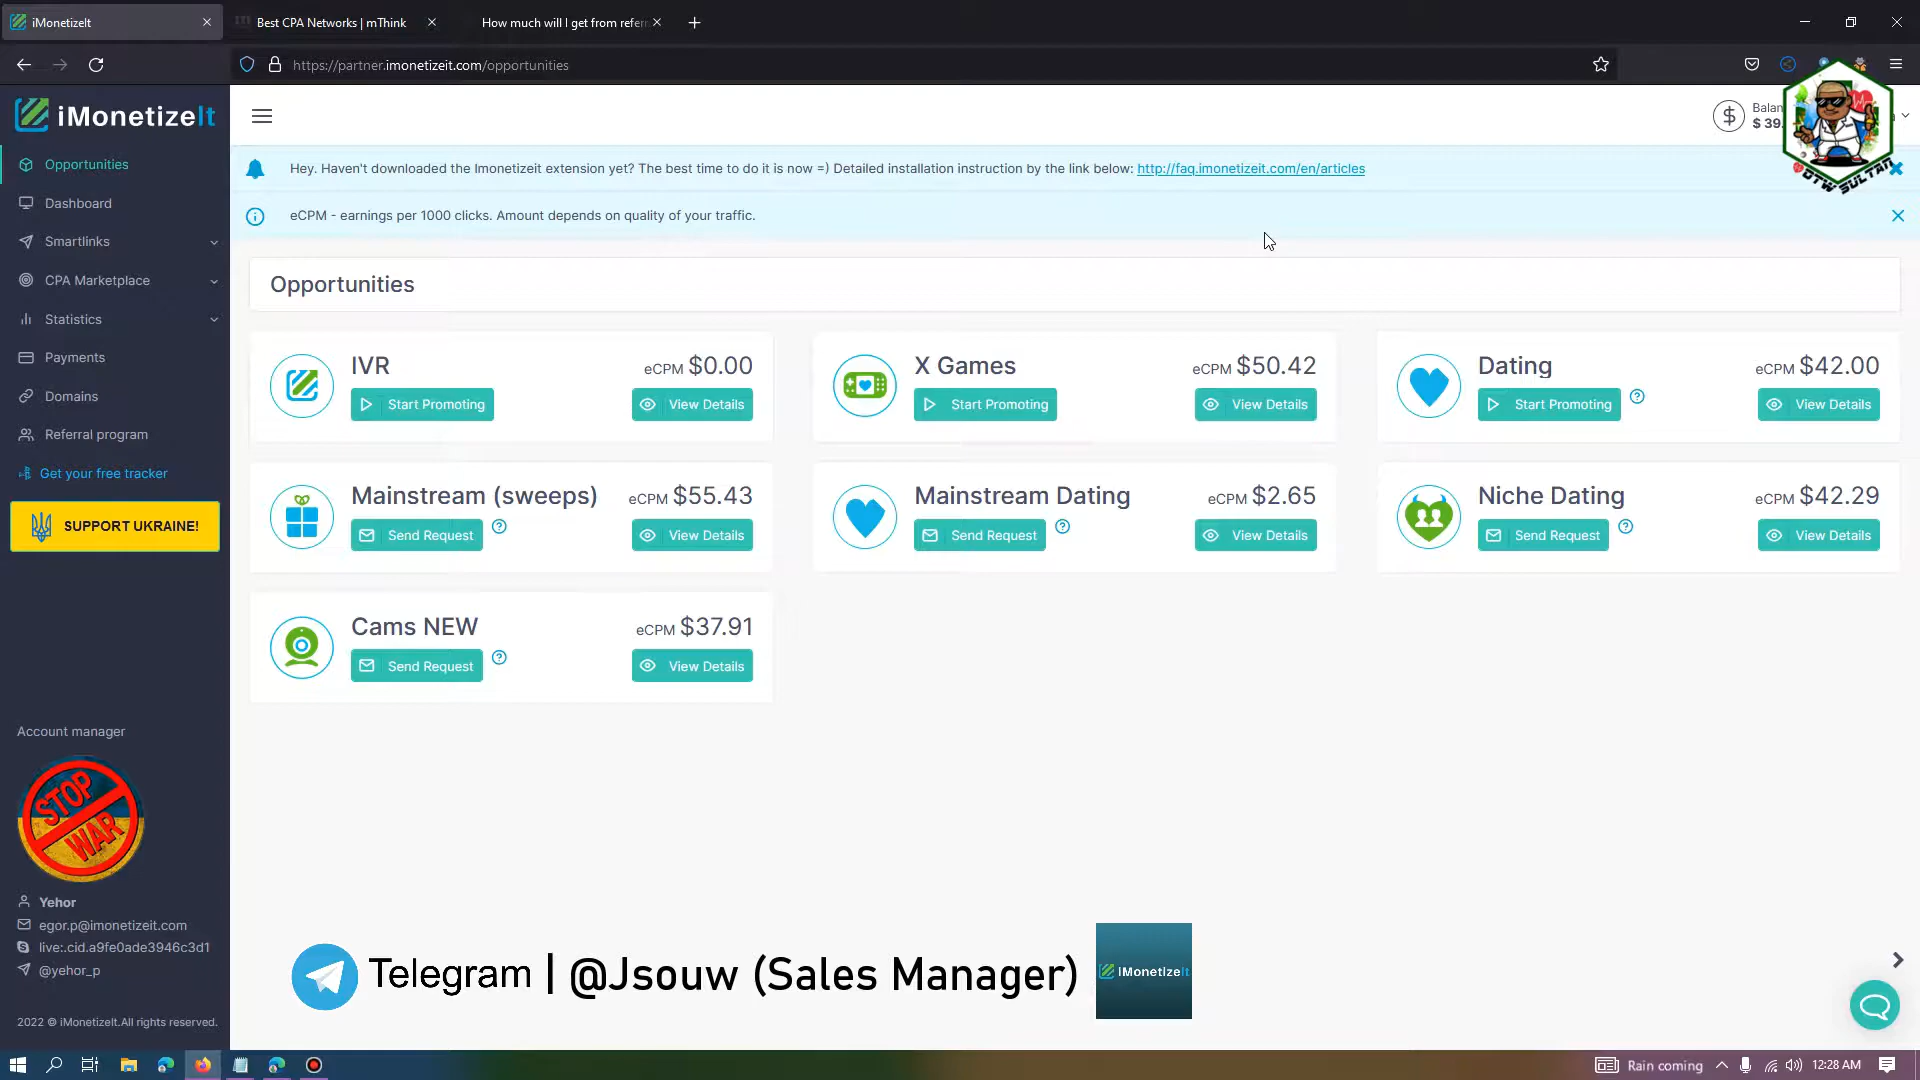 iMonetizeIt
Best CPA Networks | mThink
How much will I get from refer
https://partner.imonetizeit.com/opportunities
iMonetizeIt
Balan
$ 39.
OTW SULTAN
Hey. Haven't downloaded the Imonetizeit extension yet? The best time to do it is now =) Detailed installation instruction by the link below: http://faq.imonetizeit.com/en/articles
eCPM - earnings per 1000 clicks. Amount depends on quality of your traffic.
Opportunities
Dashboard
Smartlinks
CPA Marketplace
Statistics
Payments
Domains
Referral program
Get your free tracker
SUPPORT UKRAINE!
Opportunities
IVR
eCPM $0.00
Start Promoting
View Details
X Games
eCPM $50.42
Start Promoting
View Details
Dating
eCPM $42.00
Start Promoting
View Details
Mainstream (sweeps)
eCPM $55.43
Send Request
View Details
Mainstream Dating
eCPM $2.65
Send Request
View Details
Niche Dating
eCPM $42.29
Send Request
View Details
Cams NEW
eCPM $37.91
Send Request
View Details
Account manager
STOP
WAR
Yehor
egor.p@imonetizeit.com
live:.cid.a9fe0ade3946c3d1
@yehor_p
2022 © iMonetizeIt.All rights reserved.
Telegram | @Jsouw (Sales Manager)
iMonetizeIt
Rain coming
12:28 AM